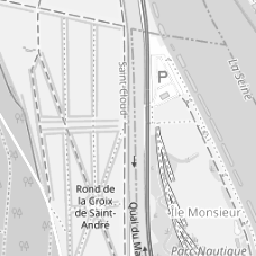 Saint-Cloud
P
La Seine
Rond de
la Croix
de Saint-
André
Quai du Ma
Île Monsieur
Parc Nautique